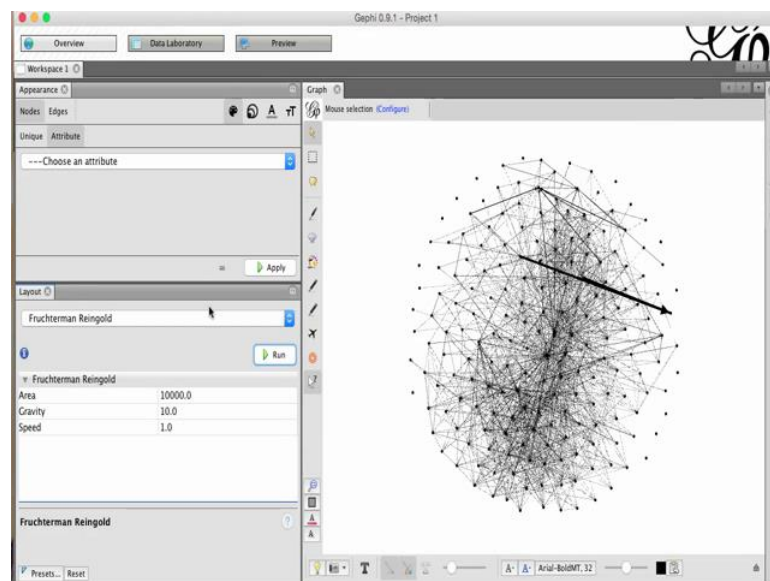 Gephi 0.9.1 - Project 1
Overview
Data Laboratory
Preview
Workspace 1
Appearance
Nodes Edges
Unique Attribute
---Choose an attribute
Apply
Layout
Fruchterman Reingold
Run
Fruchterman Reingold
Area 10000.0
Gravity 10.0
Speed 1.0
Fruchterman Reingold
Presets... Reset
Graph
Mouse selection (Configure)
T A- A- Arial-BoldMT, 32